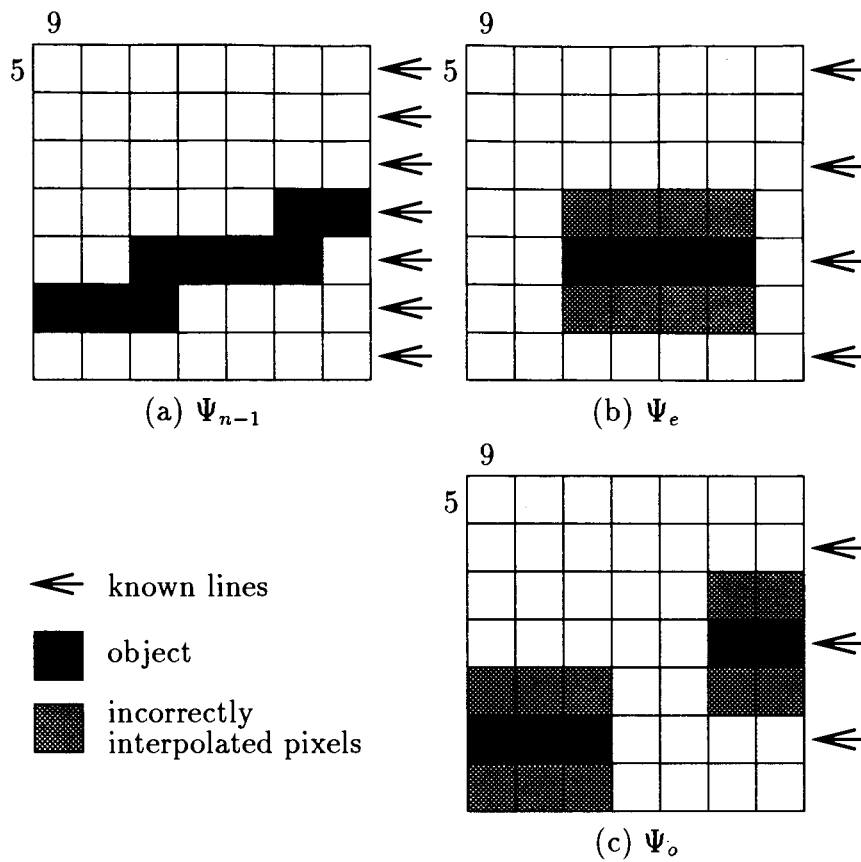 9
5
(a) Ψₙ₋₁
9
5
(b) Ψₑ
9
5
(c) Ψₒ
known lines
object
incorrectly
interpolated pixels